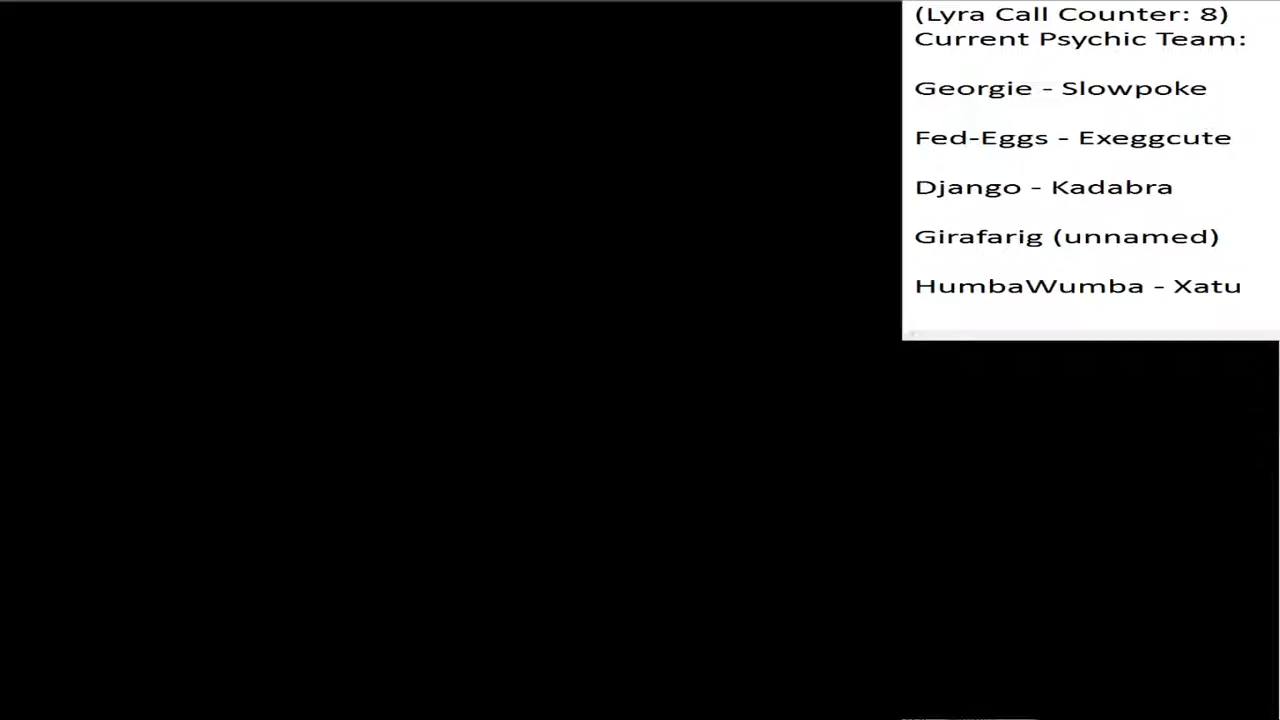 (Lyra Call Counter: 8)
Current Psychic Team:
Georgie - Slowpoke
Fed-Eggs - Exeggcute
Django - Kadabra
Girafarig (unnamed)
HumbaWumba - Xatu